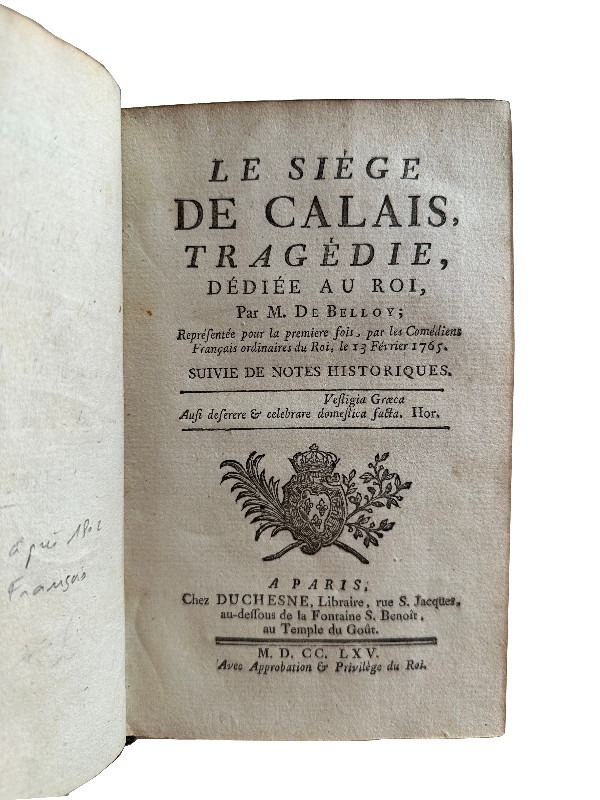 LE SIÉGE
DE CALAIS,
TRAGÉDIE,
DÉDIÉE AU ROI,
Par M. DE BELLOY;
Repréſentée pour la premiere fois, par les Comédiens
Français ordinaires du Roi, le 13 Février 1765.
SUIVIE DE NOTES HISTORIQUES.
Veſtigia Græca
Auſi deſerere & celebrare domeſtica facta. Hor.
A PARIS,
Chez DUCHESNE, Libraire, rue S. Jacques,
au-deſſous de la Fontaine S. Benoît,
au Temple du Goût.
M. D. CC. LXV.
Avec Approbation & Privilège du Roi.
Français